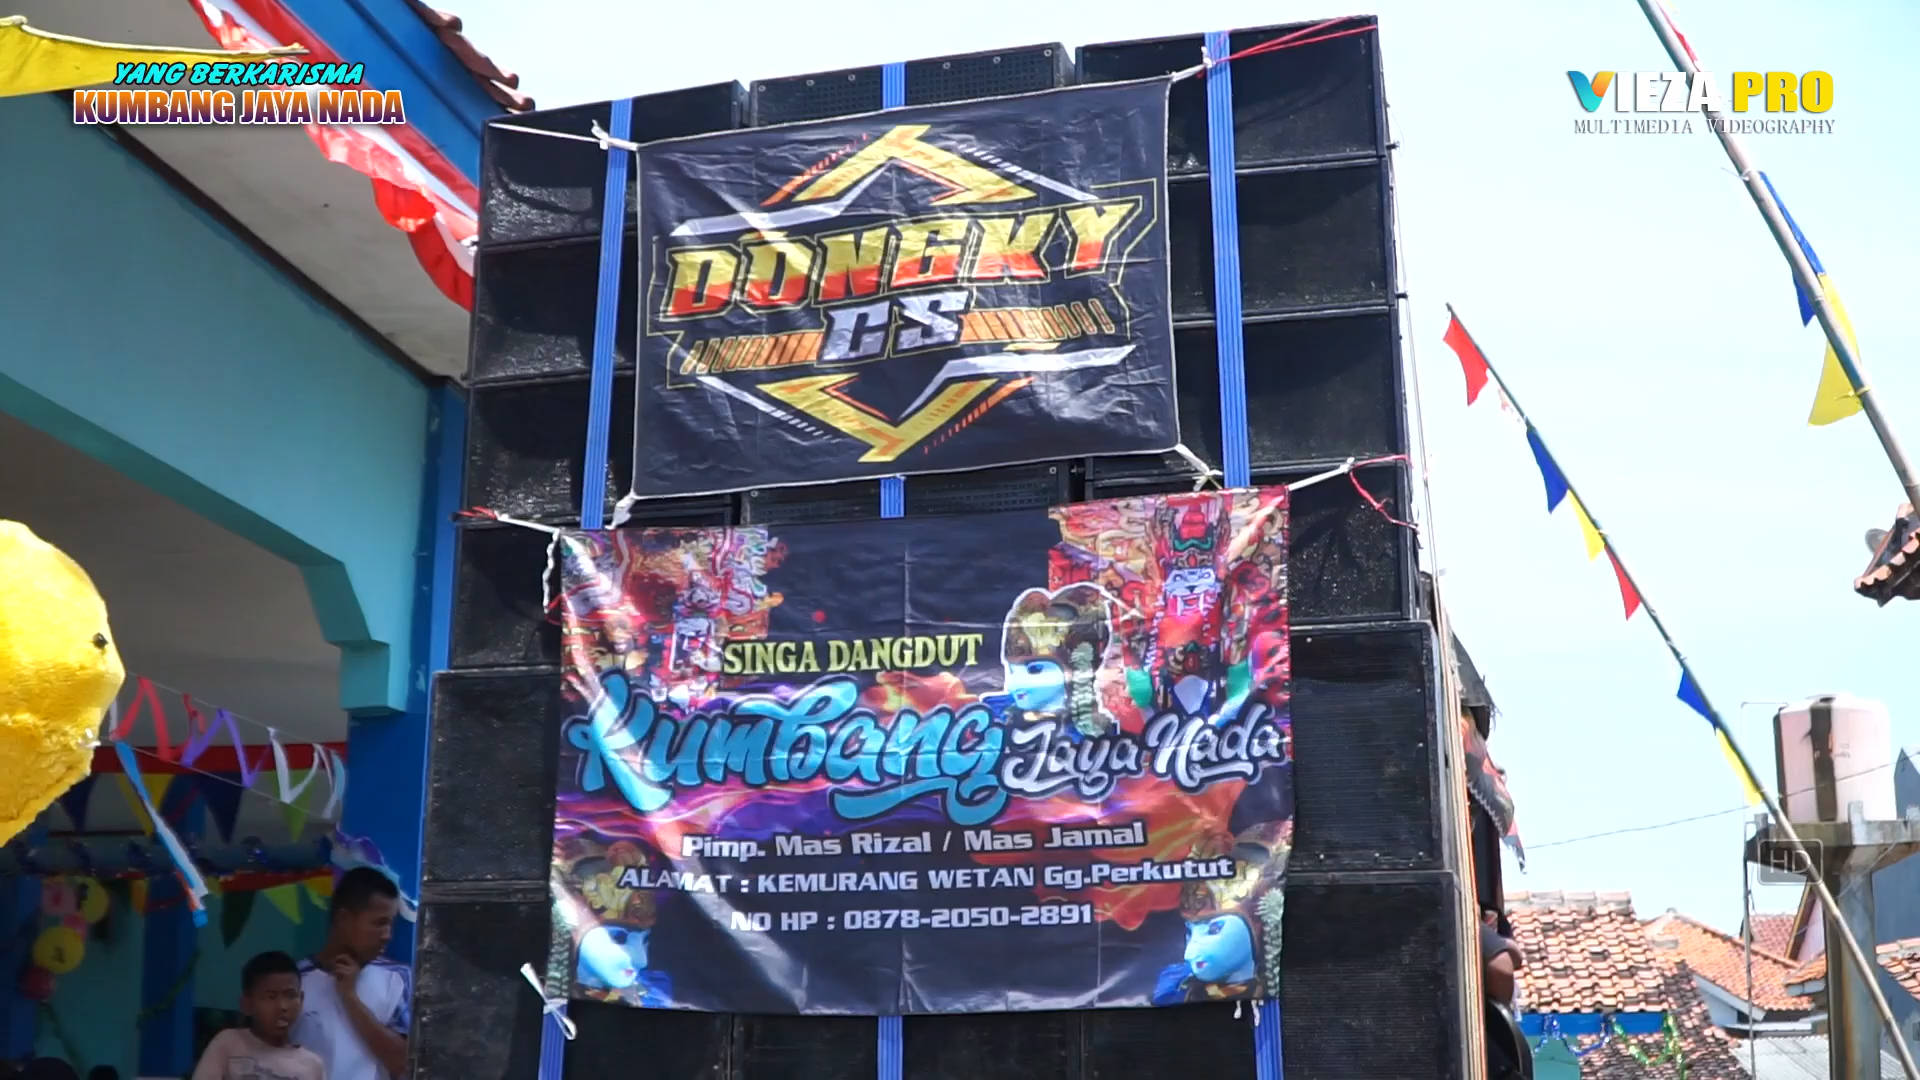 YANG BERKARISMA
KUMBANG JAYA NADA
VIEZA PRO
MULTIMEDIA VIDEOGRAPHY
DONGKY
CS
SINGA DANGDUT
Kumbang Jaya Nada
Pimp. Mas Rizal / Mas Jamal
ALAMAT : KEMURANG WETAN Gg.Perkutut
NO HP : 0878-2050-2891
HD